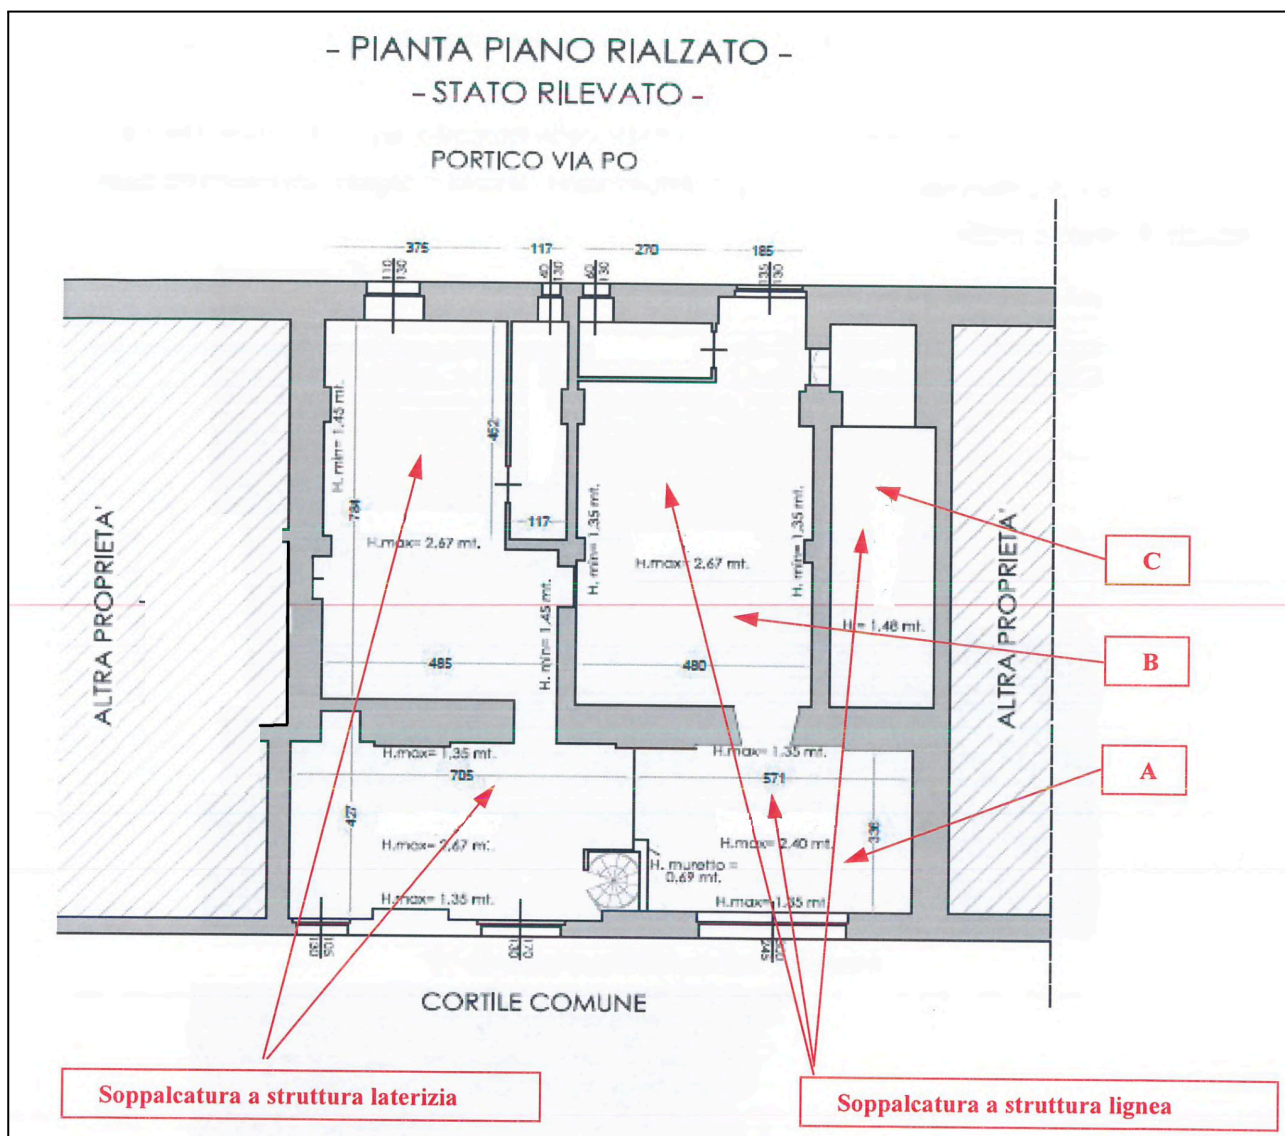 - PIANTA PIANO RIALZATO -
- STATO RILEVATO -
PORTICO VIA PO
375
117
270
185
110
130
40
130
60
130
135
130
H. min= 1,45 mt.
784
452
117
H.max= 2,67 mt.
485
H. min= 1,45 mt.
H. min= 1,35 mt.
H.max= 2,67 mt.
H. min= 1,35 mt.
480
H.= 1,48 mt.
ALTRA PROPRIETA'
ALTRA PROPRIETA'
C
B
A
H.max= 1,35 mt.
705
427
H.max= 2,67 mt.
H.max= 1,35 mt.
H.max= 1,35 mt.
571
336
H.max= 2,40 mt.
H. muretto =
0,69 mt.
H.max= 1,35 mt.
105
130
170
130
245
CORTILE COMUNE
Soppalcatura a struttura laterizia
Soppalcatura a struttura lignea